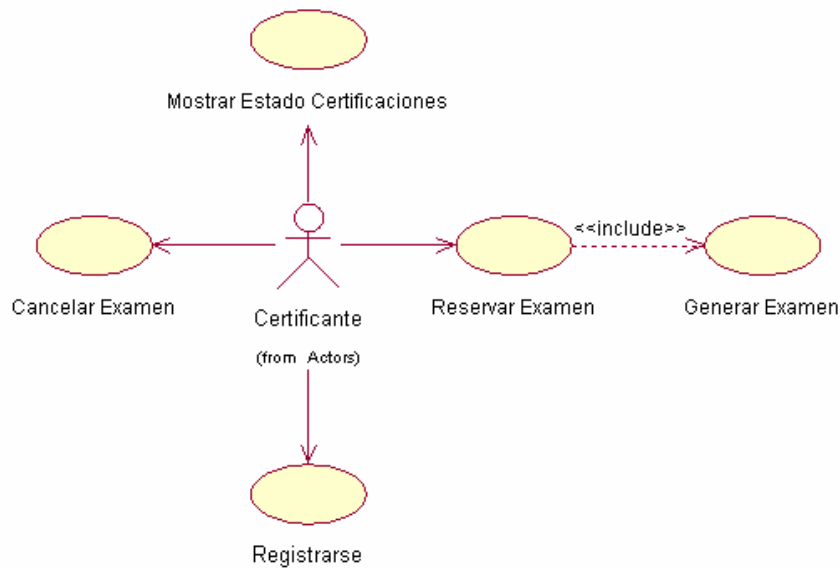 Mostrar Estado Certificaciones
<<include>>
Cancelar Examen
Certificante
(from Actors)
Reservar Examen
Generar Examen
Registrarse